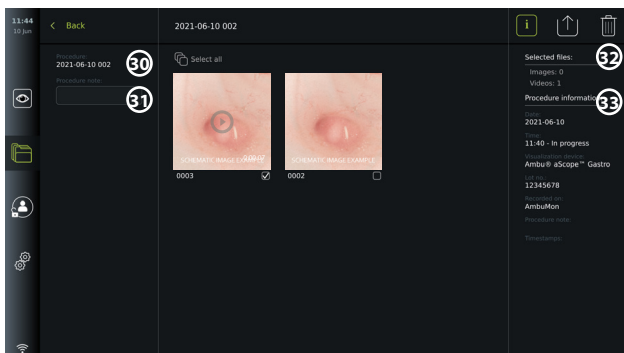 11:44
10 Jun
Back
2021-06-10 002
Procedure:
2021-06-10 002
30
Procedure note:
31
Select all
SCHEMATIC IMAGE EXAMPLE
0003
SCHEMATIC IMAGE EXAMPLE
0002
i
Selected files:
32
Images: 0
Videos: 1
Procedure information
33
Date:
2021-06-10
Time:
11:40 - In progress
Visualization device:
Ambu® aScope™ Gastro
Lot no.:
12345678
Recorded on:
AmbuMon
Procedure note:
Timestamps: